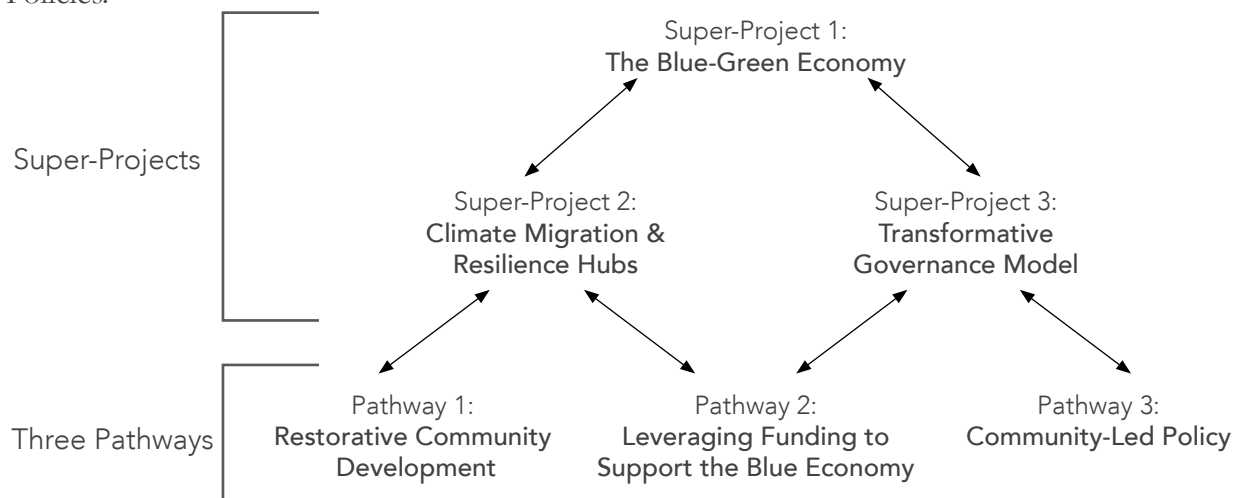 Policies.
Super-Project 1:
The Blue-Green Economy
Super-Projects
Super-Project 2:
Climate Migration &
Resilience Hubs
Super-Project 3:
Transformative
Governance Model
Three Pathways
Pathway 1:
Restorative Community
Development
Pathway 2:
Leveraging Funding to
Support the Blue Economy
Pathway 3:
Community-Led Policy